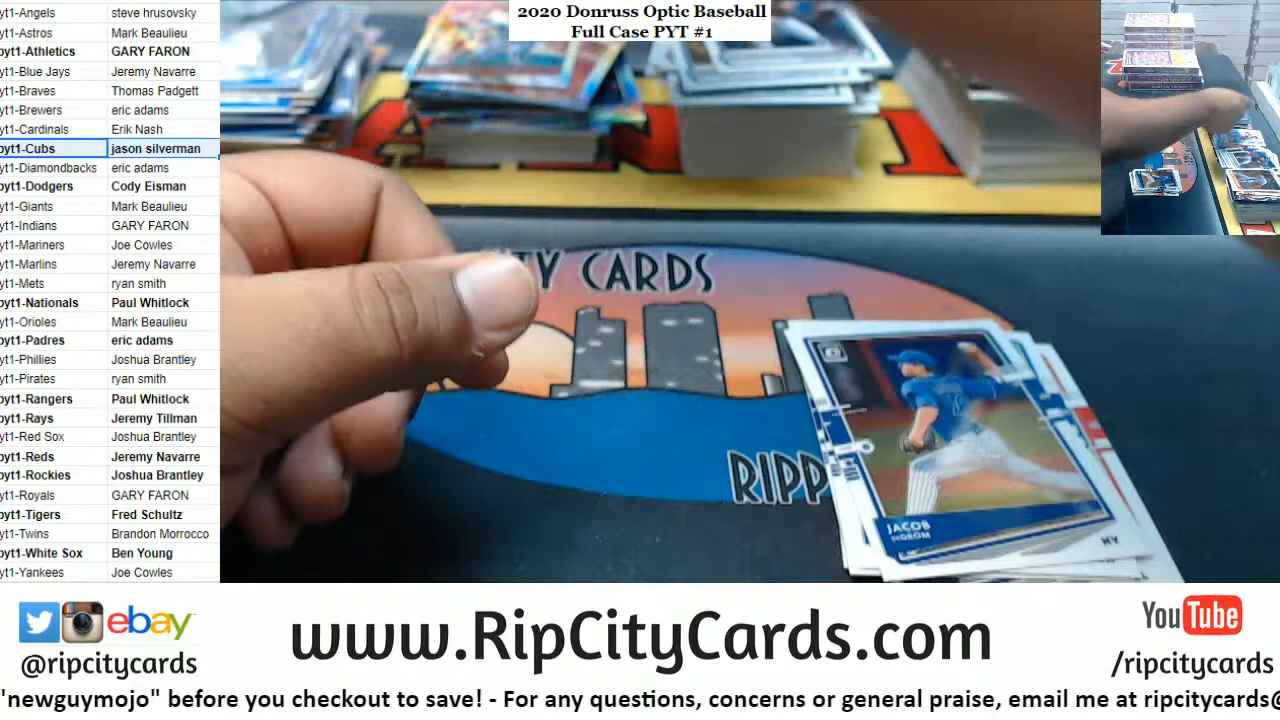 2020 Donruss Optic Baseball
Full Case PYT #1
yt1-Angels steve hrusovsky
yt1-Astros Mark Beaulieu
pyt1-Athletics GARY FARON
yt1-Blue Jays Jeremy Navarre
yt1-Braves Thomas Padgett
yt1-Brewers eric adams
yt1-Cardinals Erik Nash
pyt1-Cubs jason silverman
yt1-Diamondbacks eric adams
pyt1-Dodgers Cody Eisman
yt1-Giants Mark Beaulieu
yt1-Indians GARY FARON
yt1-Mariners Joe Cowles
yt1-Marlins Jeremy Navarre
yt1-Mets ryan smith
pyt1-Nationals Paul Whitlock
yt1-Orioles Mark Beaulieu
pyt1-Padres eric adams
yt1-Phillies Joshua Brantley
yt1-Pirates ryan smith
pyt1-Rangers Paul Whitlock
pyt1-Rays Jeremy Tillman
yt1-Red Sox Joshua Brantley
pyt1-Reds Jeremy Navarre
pyt1-Rockies Joshua Brantley
yt1-Royals GARY FARON
pyt1-Tigers Fred Schultz
yt1-Twins Brandon Morrocco
pyt1-White Sox Ben Young
yt1-Yankees Joe Cowles
TY CARDS
RIPP
JACOB
DEGROM
NY
ebay
@ripcitycards
www.RipCityCards.com
YouTube
/ripcitycards
"newguymojo" before you checkout to save! - For any questions, concerns or general praise, email me at ripcitycards@